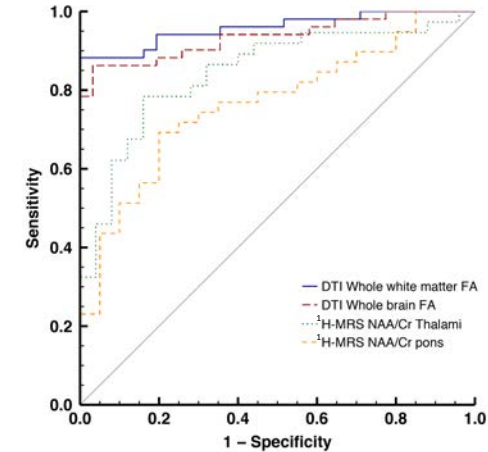 1.0
0.8
0.6
0.4
0.2
0.0
Sensitivity
DTI Whole white matter FA
DTI Whole brain FA
¹H-MRS NAA/Cr Thalami
¹H-MRS NAA/Cr pons
0.0 0.2 0.4 0.6 0.8 1.0
1 – Specificity